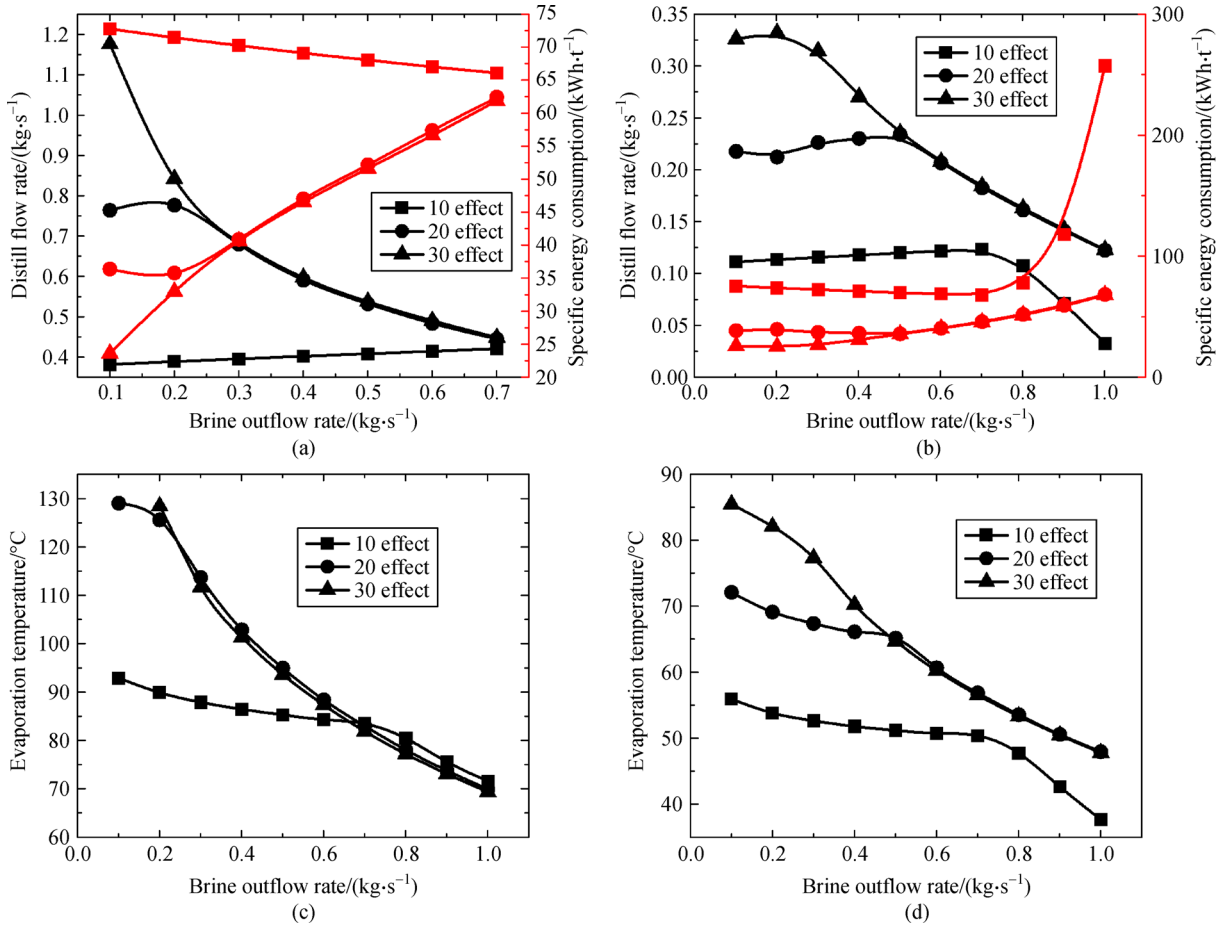 Distill flow rate/(kg·s⁻¹)
1.2
1.1
1.0
0.9
0.8
0.7
0.6
0.5
0.4
10 effect
20 effect
30 effect
75
70
65
60
55
50
45
40
35
30
25
20
Specific energy consumption/(kWh·t⁻¹)
0.1 0.2 0.3 0.4 0.5 0.6 0.7
Brine outflow rate/(kg·s⁻¹)
(a)
Distill flow rate/(kg·s⁻¹)
0.35
0.30
0.25
0.20
0.15
0.10
0.05
0.00
10 effect
20 effect
30 effect
300
200
100
0
Specific energy consumption/(kWh·t⁻¹)
0.0 0.2 0.4 0.6 0.8 1.0
Brine outflow rate/(kg·s⁻¹)
(b)
Evaporation temperature/°C
130
120
110
100
90
80
70
60
10 effect
20 effect
30 effect
0.0 0.2 0.4 0.6 0.8 1.0
Brine outflow rate/(kg·s⁻¹)
(c)
Evaporation temperature/°C
90
80
70
60
50
40
10 effect
20 effect
30 effect
0.0 0.2 0.4 0.6 0.8 1.0
Brine outflow rate/(kg·s⁻¹)
(d)